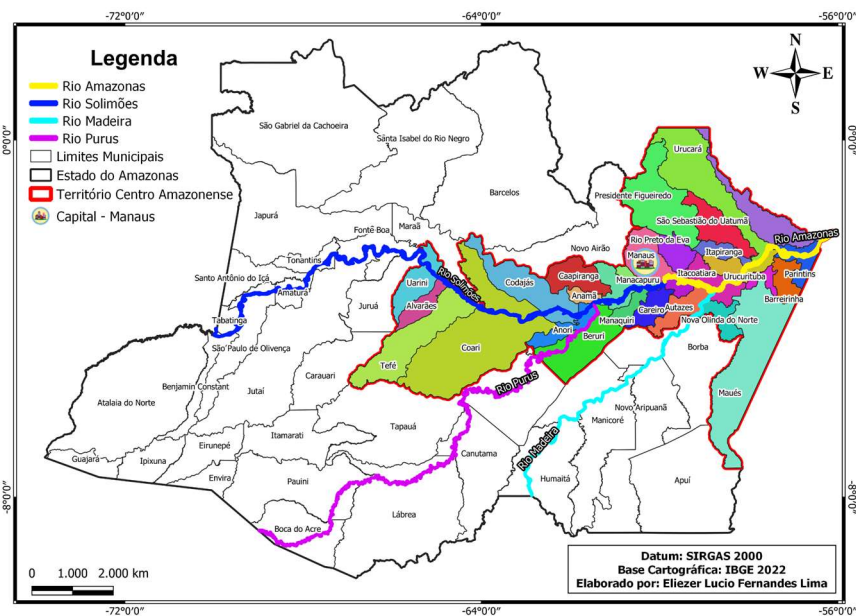 -72°0'0"
-64°0'0"
-56°0'0"
Legenda
Rio Amazonas
Rio Solimões
Rio Madeira
Rio Purus
Limites Municipais
Estado do Amazonas
Território Centro Amazonense
Capital - Manaus
N
W
E
S
0°0'0"
0°0'0"
São Gabriel da Cachoeira
Santa Isabel do Rio Negro
Barcelos
Urucará
Presidente Figueiredo
São Sebastião do Uatumã
Japurá
Fonte Boa
Maraã
Novo Airão
Rio Preto da Eva
Itapiranga
Rio Amazonas
Manaus
Tonantins
Santo Antônio do Içá
Amaturá
Uarini
Rio Solimões
Codajás
Caapiranga
Manacapuru
Itacoatiara
Urucurituba
Parintins
Alvarães
Juruá
Anamã
Careiro
Autazes
Barreirinha
Tabatinga
Manaquiri
Nova Olinda do Norte
São Paulo de Olivença
Anori
Beruri
Coari
Borba
Tefé
Benjamin Constant
Carauari
Jutaí
Rio Purus
Maués
Atalaia do Norte
Novo Aripuanã
Manicoré
Tapauá
Itamarati
Eirunepé
Rio Madeira
Canutama
Guajará
Ipixuna
Envira
Pauini
Humaitá
Apuí
-8°0'0"
-8°0'0"
Lábrea
Boca do Acre
0 1.000 2.000 km
Datum: SIRGAS 2000
Base Cartográfica: IBGE 2022
Elaborado por: Eliezer Lucio Fernandes Lima
-72°0'0"
-64°0'0"
-56°0'0"